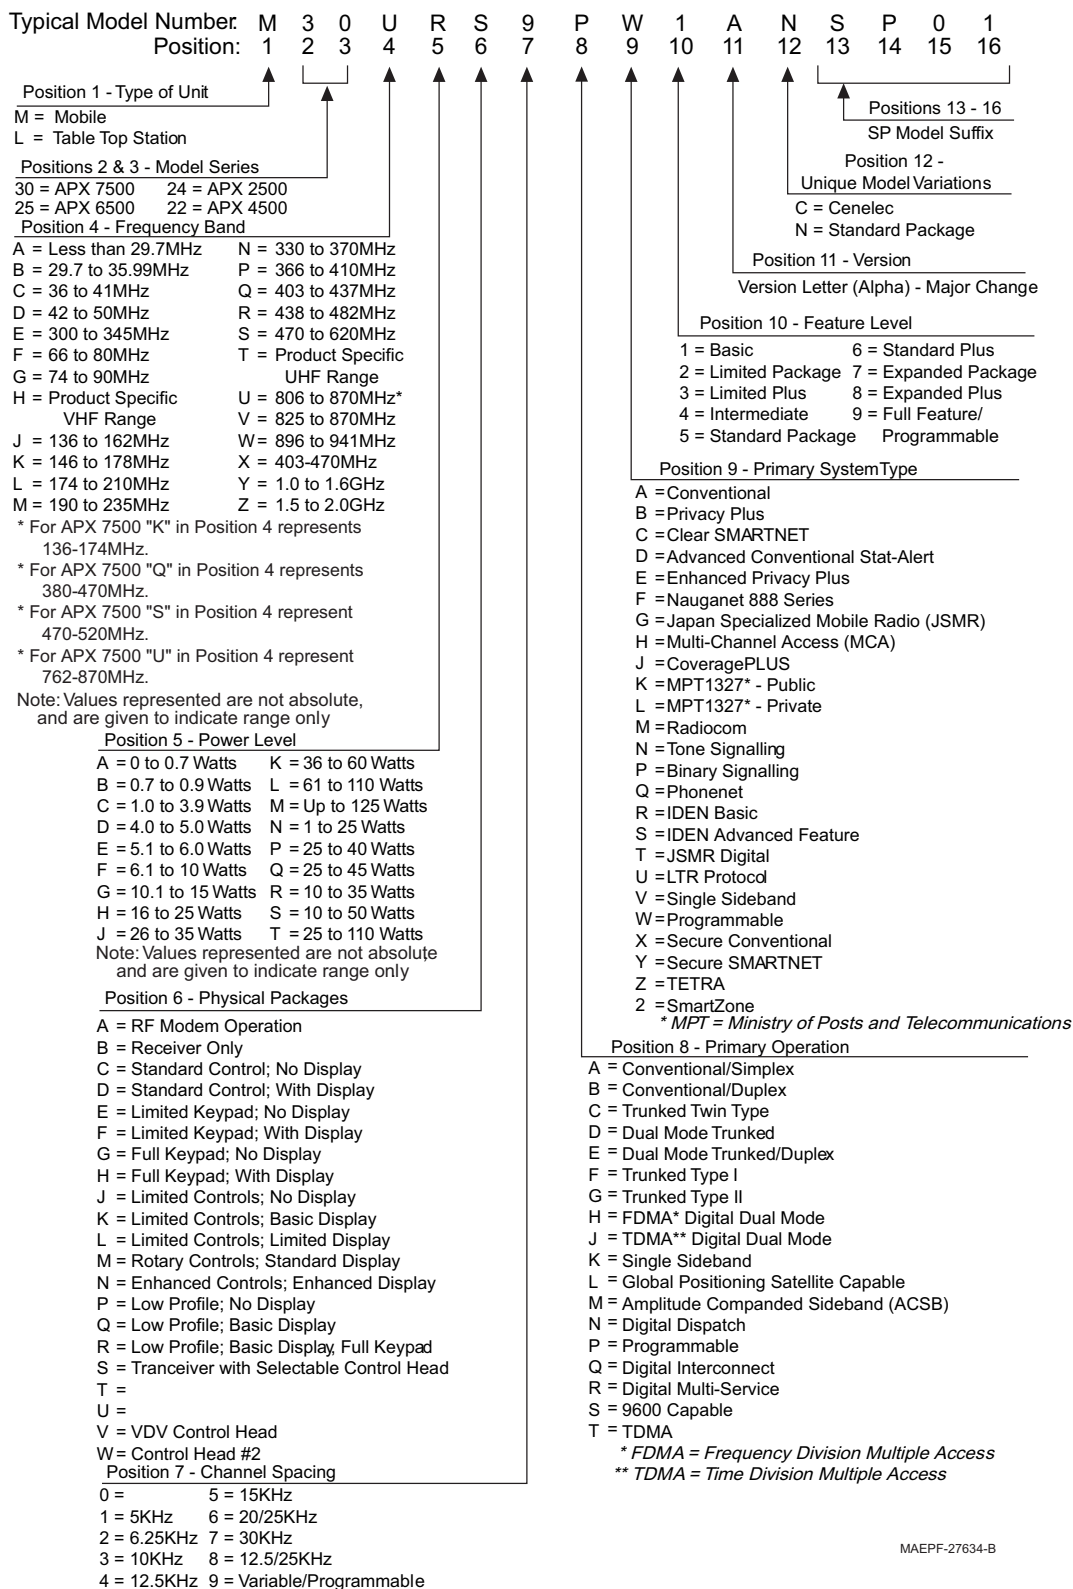 Typical Model Number: M 3 0 U R S 9 P W 1 A N S P 0 1
Position: 1 2 3 4 5 6 7 8 9 10 11 12 13 14 15 16
Position 1 - Type of Unit
M = Mobile
L = Table Top Station
Positions 2 & 3 - Model Series
30 = APX 7500 24 = APX 2500
25 = APX 6500 22 = APX 4500
Position 4 - Frequency Band
A = Less than 29.7MHz N = 330 to 370MHz
B = 29.7 to 35.99MHz P = 366 to 410MHz
C = 36 to 41MHz Q = 403 to 437MHz
D = 42 to 50MHz R = 438 to 482MHz
E = 300 to 345MHz S = 470 to 620MHz
F = 66 to 80MHz T = Product Specific
G = 74 to 90MHz UHF Range
H = Product Specific U = 806 to 870MHz*
VHF Range V = 825 to 870MHz
J = 136 to 162MHz W = 896 to 941MHz
K = 146 to 178MHz X = 403-470MHz
L = 174 to 210MHz Y = 1.0 to 1.6GHz
M = 190 to 235MHz Z = 1.5 to 2.0GHz
* For APX 7500 "K" in Position 4 represents
136-174MHz.
* For APX 7500 "Q" in Position 4 represents
380-470MHz.
* For APX 7500 "S" in Position 4 represent
470-520MHz.
* For APX 7500 "U" in Position 4 represent
762-870MHz.
Note: Values represented are not absolute,
and are given to indicate range only
Position 5 - Power Level
A = 0 to 0.7 Watts K = 36 to 60 Watts
B = 0.7 to 0.9 Watts L = 61 to 110 Watts
C = 1.0 to 3.9 Watts M = Up to 125 Watts
D = 4.0 to 5.0 Watts N = 1 to 25 Watts
E = 5.1 to 6.0 Watts P = 25 to 40 Watts
F = 6.1 to 10 Watts Q = 25 to 45 Watts
G = 10.1 to 15 Watts R = 10 to 35 Watts
H = 16 to 25 Watts S = 10 to 50 Watts
J = 26 to 35 Watts T = 25 to 110 Watts
Note: Values represented are not absolute,
and are given to indicate range only
Position 6 - Physical Packages
A = RF Modem Operation
B = Receiver Only
C = Standard Control; No Display
D = Standard Control; With Display
E = Limited Keypad; No Display
F = Limited Keypad; With Display
G = Full Keypad; No Display
H = Full Keypad; With Display
J = Limited Controls; No Display
K = Limited Controls; Basic Display
L = Limited Controls; Limited Display
M = Rotary Controls; Standard Display
N = Enhanced Controls; Enhanced Display
P = Low Profile; No Display
Q = Low Profile; Basic Display
R = Low Profile; Basic Display, Full Keypad
S = Tranceiver with Selectable Control Head
T =
U =
V = VDV Control Head
W = Control Head #2
Position 7 - Channel Spacing
0 = 5 = 15KHz
1 = 5KHz 6 = 20/25KHz
2 = 6.25KHz 7 = 30KHz
3 = 10KHz 8 = 12.5/25KHz
4 = 12.5KHz 9 = Variable/Programmable
Positions 13 - 16
SP Model Suffix
Position 12 -
Unique Model Variations
C = Cenelec
N = Standard Package
Position 11 - Version
Version Letter (Alpha) - Major Change
Position 10 - Feature Level
1 = Basic 6 = Standard Plus
2 = Limited Package 7 = Expanded Package
3 = Limited Plus 8 = Expanded Plus
4 = Intermediate 9 = Full Feature/
5 = Standard Package Programmable
Position 9 - Primary System Type
A = Conventional
B = Privacy Plus
C = Clear SMARTNET
D = Advanced Conventional Stat-Alert
E = Enhanced Privacy Plus
F = Nauganet 888 Series
G = Japan Specialized Mobile Radio (JSMR)
H = Multi-Channel Access (MCA)
J = CoveragePLUS
K = MPT1327* - Public
L = MPT1327* - Private
M = Radiocom
N = Tone Signalling
P = Binary Signalling
Q = Phonenet
R = IDEN Basic
S = IDEN Advanced Feature
T = JSMR Digital
U = LTR Protocol
V = Single Sideband
W = Programmable
X = Secure Conventional
Y = Secure SMARTNET
Z = TETRA
2 = SmartZone
* MPT = Ministry of Posts and Telecommunications
Position 8 - Primary Operation
A = Conventional/Simplex
B = Conventional/Duplex
C = Trunked Twin Type
D = Dual Mode Trunked
E = Dual Mode Trunked/Duplex
F = Trunked Type I
G = Trunked Type II
H = FDMA* Digital Dual Mode
J = TDMA** Digital Dual Mode
K = Single Sideband
L = Global Positioning Satellite Capable
M = Amplitude Companded Sideband (ACSB)
N = Digital Dispatch
P = Programmable
Q = Digital Interconnect
R = Digital Multi-Service
S = 9600 Capable
T = TDMA
* FDMA = Frequency Division Multiple Access
** TDMA = Time Division Multiple Access
MAEPF-27634-B